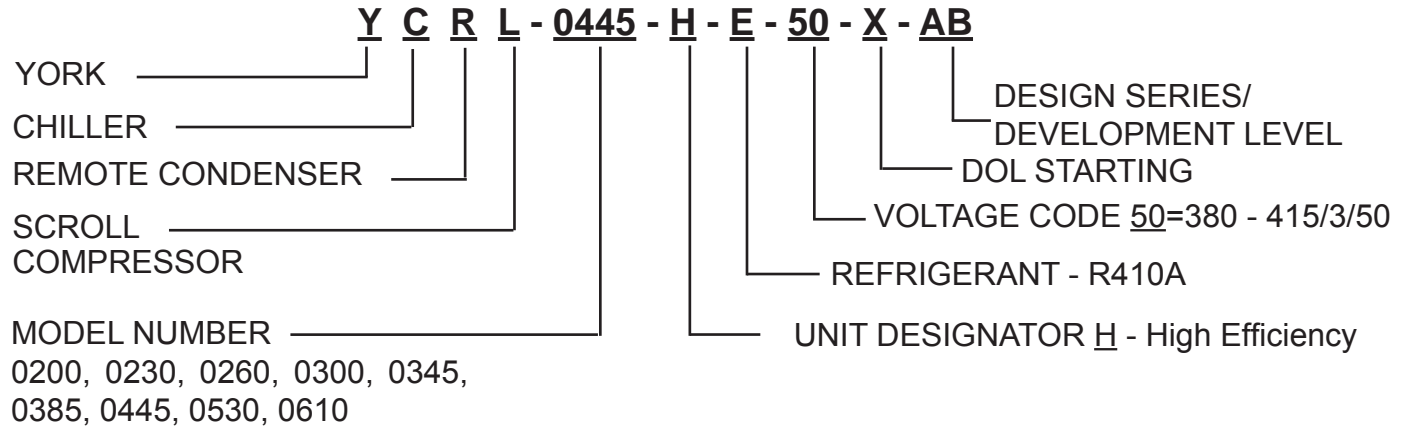 Y C R L - 0445 - H - E - 50 - X - AB
YORK
CHILLER
REMOTE CONDENSER
SCROLL
COMPRESSOR
MODEL NUMBER
0200, 0230, 0260, 0300, 0345,
0385, 0445, 0530, 0610
DESIGN SERIES/
DEVELOPMENT LEVEL
DOL STARTING
VOLTAGE CODE 50=380 - 415/3/50
REFRIGERANT - R410A
UNIT DESIGNATOR H - High Efficiency